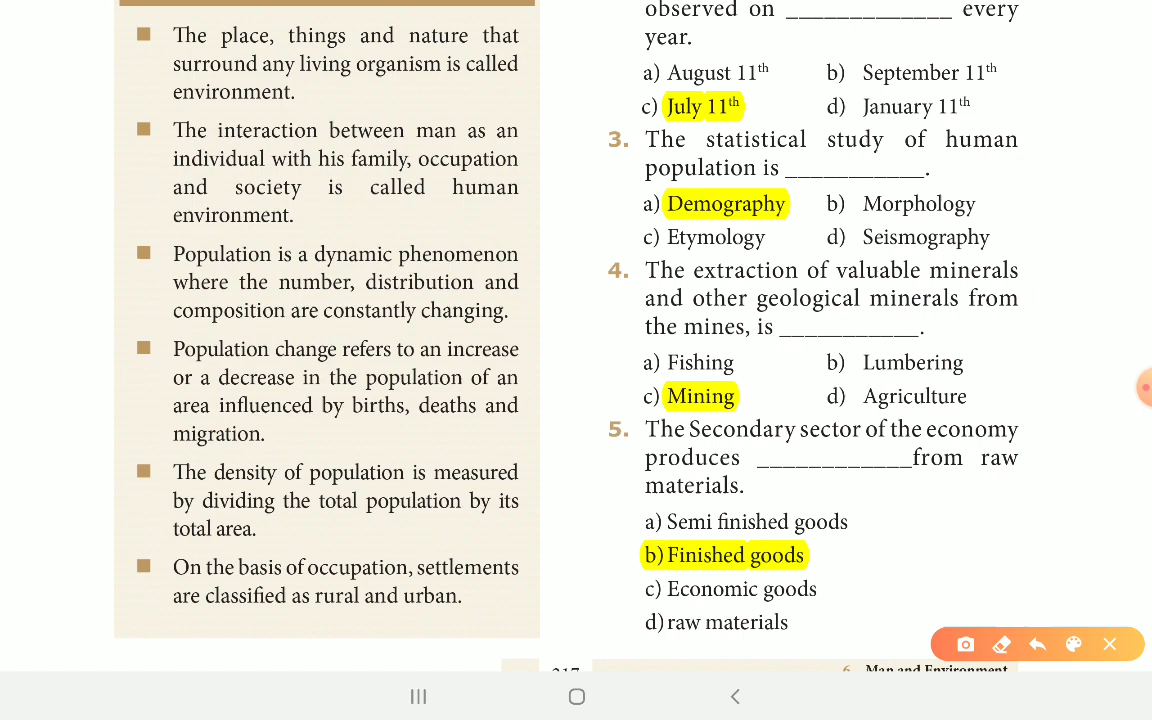 The place, things and nature that
surround any living organism is called
environment.
The interaction between man as an
individual with his family, occupation
and society is called human
environment.
Population is a dynamic phenomenon
where the number, distribution and
composition are constantly changing.
Population change refers to an increase
or a decrease in the population of an
area influenced by births, deaths and
migration.
The density of population is measured
by dividing the total population by its
total area.
On the basis of occupation, settlements
are classified as rural and urban.
observed on _____________ every
year.
a) August 11th b) September 11th
c) July 11th d) January 11th
3. The statistical study of human
population is ___________.
a) Demography b) Morphology
c) Etymology d) Seismography
4. The extraction of valuable minerals
and other geological minerals from
the mines, is ___________.
a) Fishing b) Lumbering
c) Mining d) Agriculture
5. The Secondary sector of the economy
produces ____________from raw
materials.
a) Semi finished goods
b) Finished goods
c) Economic goods
d) raw materials
217 6 Man and Environment